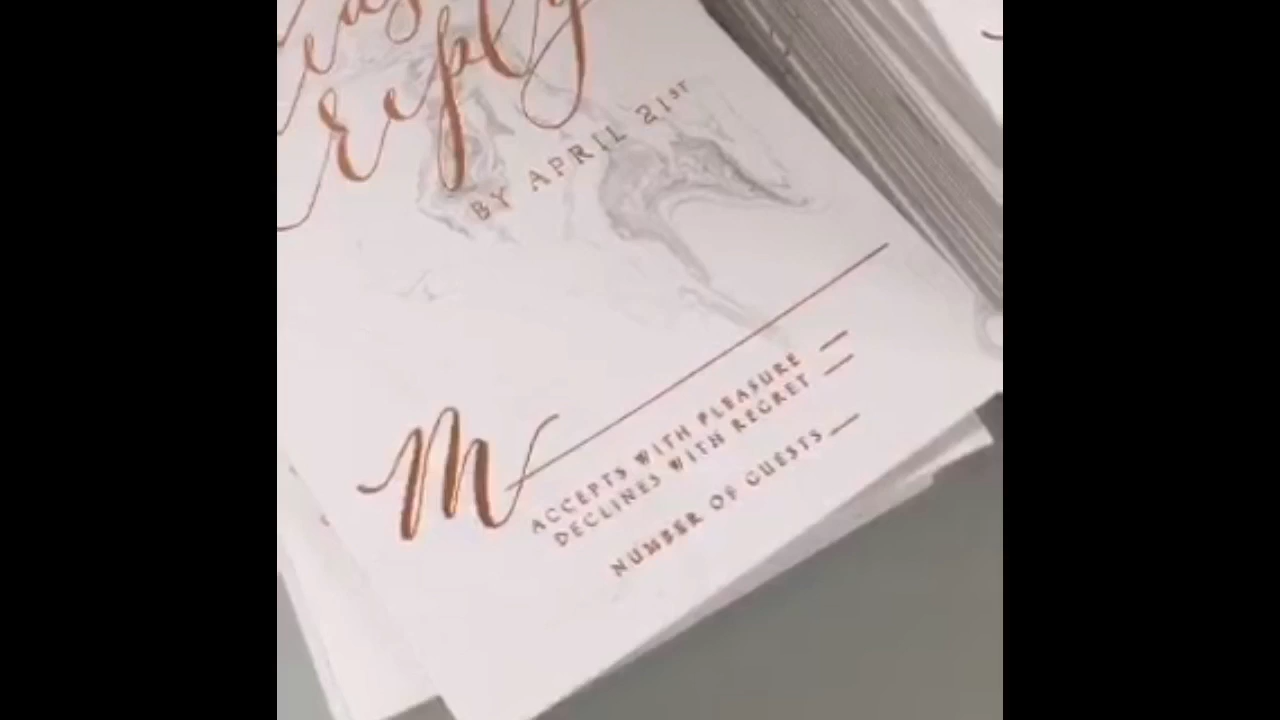 reply
BY APRIL 21ST
M
ACCEPTS WITH PLEASURE
DECLINES WITH REGRET
NUMBER OF GUESTS